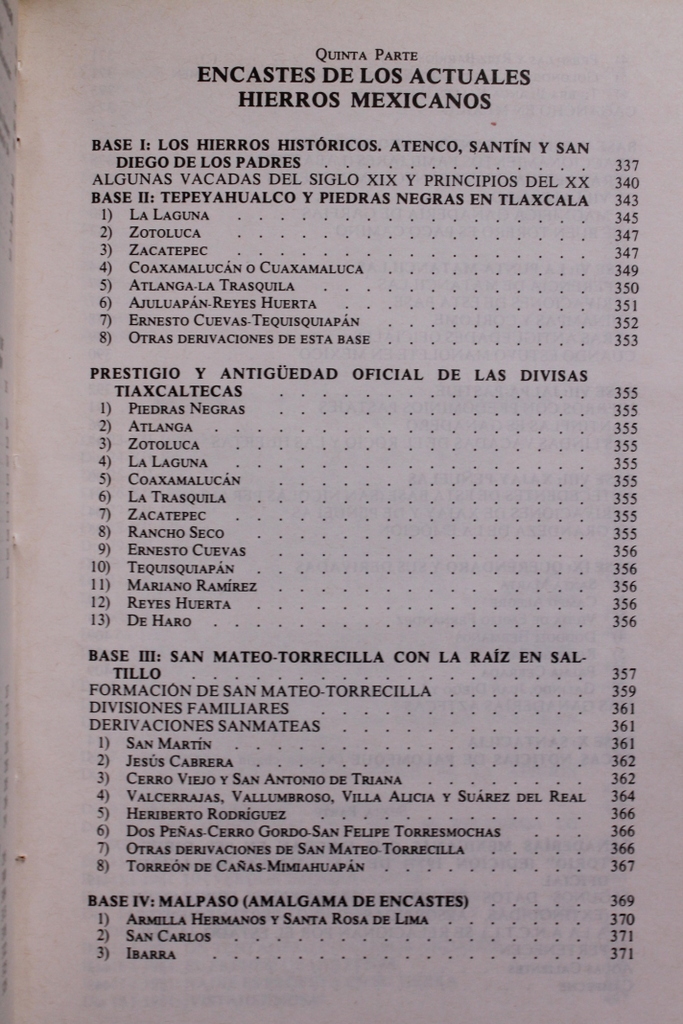 QUINTA PARTE
ENCASTES DE LOS ACTUALES
HIERROS MEXICANOS
BASE I: LOS HIERROS HISTÓRICOS. ATENCO, SANTÍN Y SAN
DIEGO DE LOS PADRES . . . . . . . . . . . . . 337
ALGUNAS VACADAS DEL SIGLO XIX Y PRINCIPIOS DEL XX 340
BASE II: TEPEYAHUALCO Y PIEDRAS NEGRAS EN TLAXCALA 343
1) LA LAGUNA . . . . . . . . . . . . . . . . . 345
2) ZOTOLUCA . . . . . . . . . . . . . . . . . 347
3) ZACATEPEC . . . . . . . . . . . . . . . . . 347
4) COAXAMALUCÁN O CUAXAMALUCA . . . . . . . . . . 349
5) ATLANGA-LA TRASQUILA . . . . . . . . . . . . . 350
6) AJULUAPÁN-REYES HUERTA . . . . . . . . . . . . 351
7) ERNESTO CUEVAS-TEQUISQUIAPÁN . . . . . . . . . . 352
8) OTRAS DERIVACIONES DE ESTA BASE . . . . . . . . . . 353
PRESTIGIO Y ANTIGÜEDAD OFICIAL DE LAS DIVISAS
TIAXCALTECAS . . . . . . . . . . . . . . . 355
1) PIEDRAS NEGRAS . . . . . . . . . . . . . . . 355
2) ATLANGA . . . . . . . . . . . . . . . . . . 355
3) ZOTOLUCA . . . . . . . . . . . . . . . . . 355
4) LA LAGUNA . . . . . . . . . . . . . . . . . 355
5) COAXAMALUCÁN . . . . . . . . . . . . . . . 355
6) LA TRASQUILA . . . . . . . . . . . . . . . . 355
7) ZACATEPEC . . . . . . . . . . . . . . . . . 355
8) RANCHO SECO . . . . . . . . . . . . . . . . 355
9) ERNESTO CUEVAS . . . . . . . . . . . . . . . 356
10) TEQUISQUIAPÁN . . . . . . . . . . . . . . . . 356
11) MARIANO RAMÍREZ . . . . . . . . . . . . . . . 356
12) REYES HUERTA . . . . . . . . . . . . . . . . 356
13) DE HARO . . . . . . . . . . . . . . . . . . 356
BASE III: SAN MATEO-TORRECILLA CON LA RAÍZ EN SAL-
TILLO . . . . . . . . . . . . . . . . . . . 357
FORMACIÓN DE SAN MATEO-TORRECILLA . . . . . . . 359
DIVISIONES FAMILIARES . . . . . . . . . . . . . 361
DERIVACIONES SANMATEAS . . . . . . . . . . . . 361
1) SAN MARTÍN . . . . . . . . . . . . . . . . . 361
2) JESÚS CABRERA . . . . . . . . . . . . . . . . 362
3) CERRO VIEJO Y SAN ANTONIO DE TRIANA . . . . . . . . 362
4) VALCERRAJAS, VALLUMBROSO, VILLA ALICIA Y SUÁREZ DEL REAL 364
5) HERIBERTO RODRÍGUEZ . . . . . . . . . . . . . 366
6) DOS PEÑAS-CERRO GORDO-SAN FELIPE TORRESMOCHAS . . . 366
7) OTRAS DERIVACIONES DE SAN MATEO-TORRECILLA . . . . . 366
8) TORREÓN DE CAÑAS-MIMIAHUAPÁN . . . . . . . . . . 367
BASE IV: MALPASO (AMALGAMA DE ENCASTES) . . . . . 369
1) ARMILLA HERMANOS Y SANTA ROSA DE LIMA . . . . . . . 370
2) SAN CARLOS . . . . . . . . . . . . . . . . . 371
3) IBARRA . . . . . . . . . . . . . . . . . . . 371